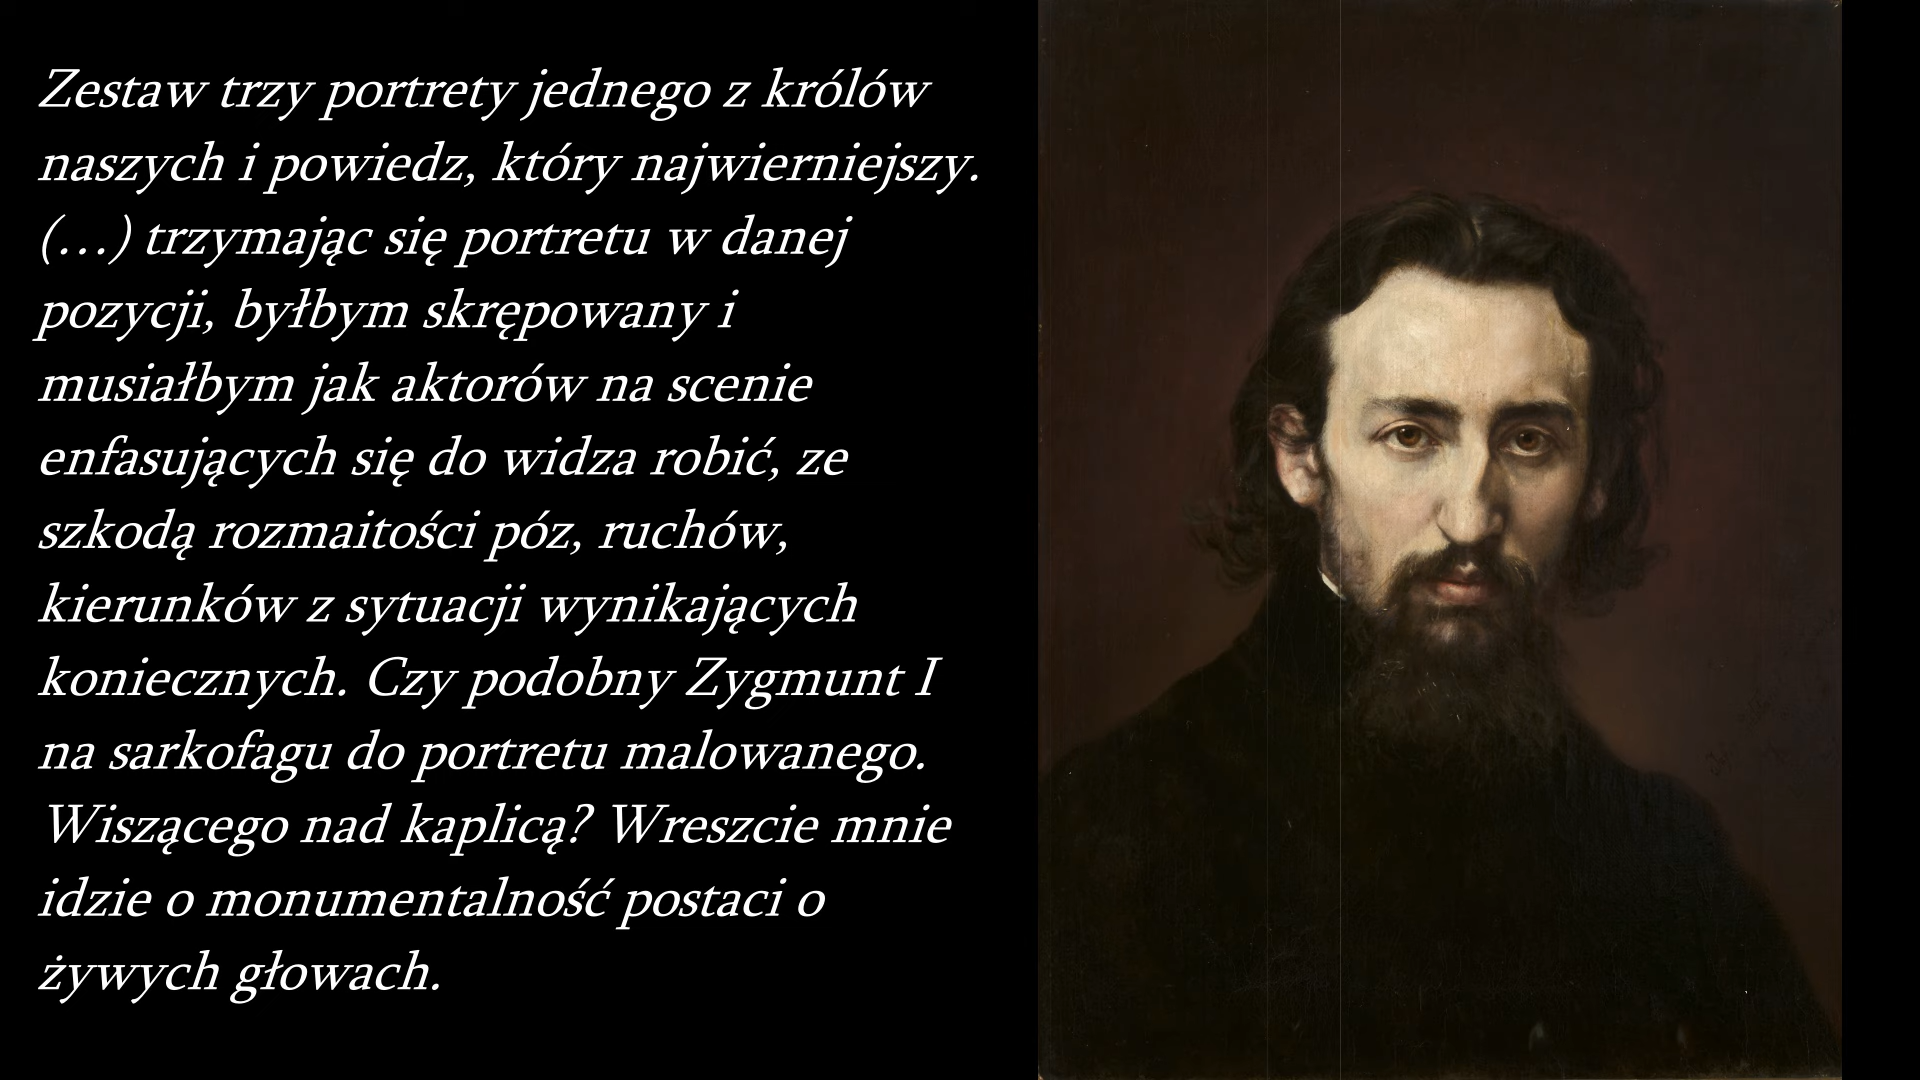 Zestaw trzy portrety jednego z królów
naszych i powiedz, który najwierniejszy.
(…) trzymając się portretu w danej
pozycji, byłbym skrępowany i
musiałbym jak aktorów na scenie
enfasujących się do widza robić, ze
szkodą rozmaitości póz, ruchów,
kierunków z sytuacji wynikających
koniecznych. Czy podobny Zygmunt I
na sarkofagu do portretu malowanego.
Wiszącego nad kaplicą? Wreszcie mnie
idzie o monumentalność postaci o
żywych głowach.